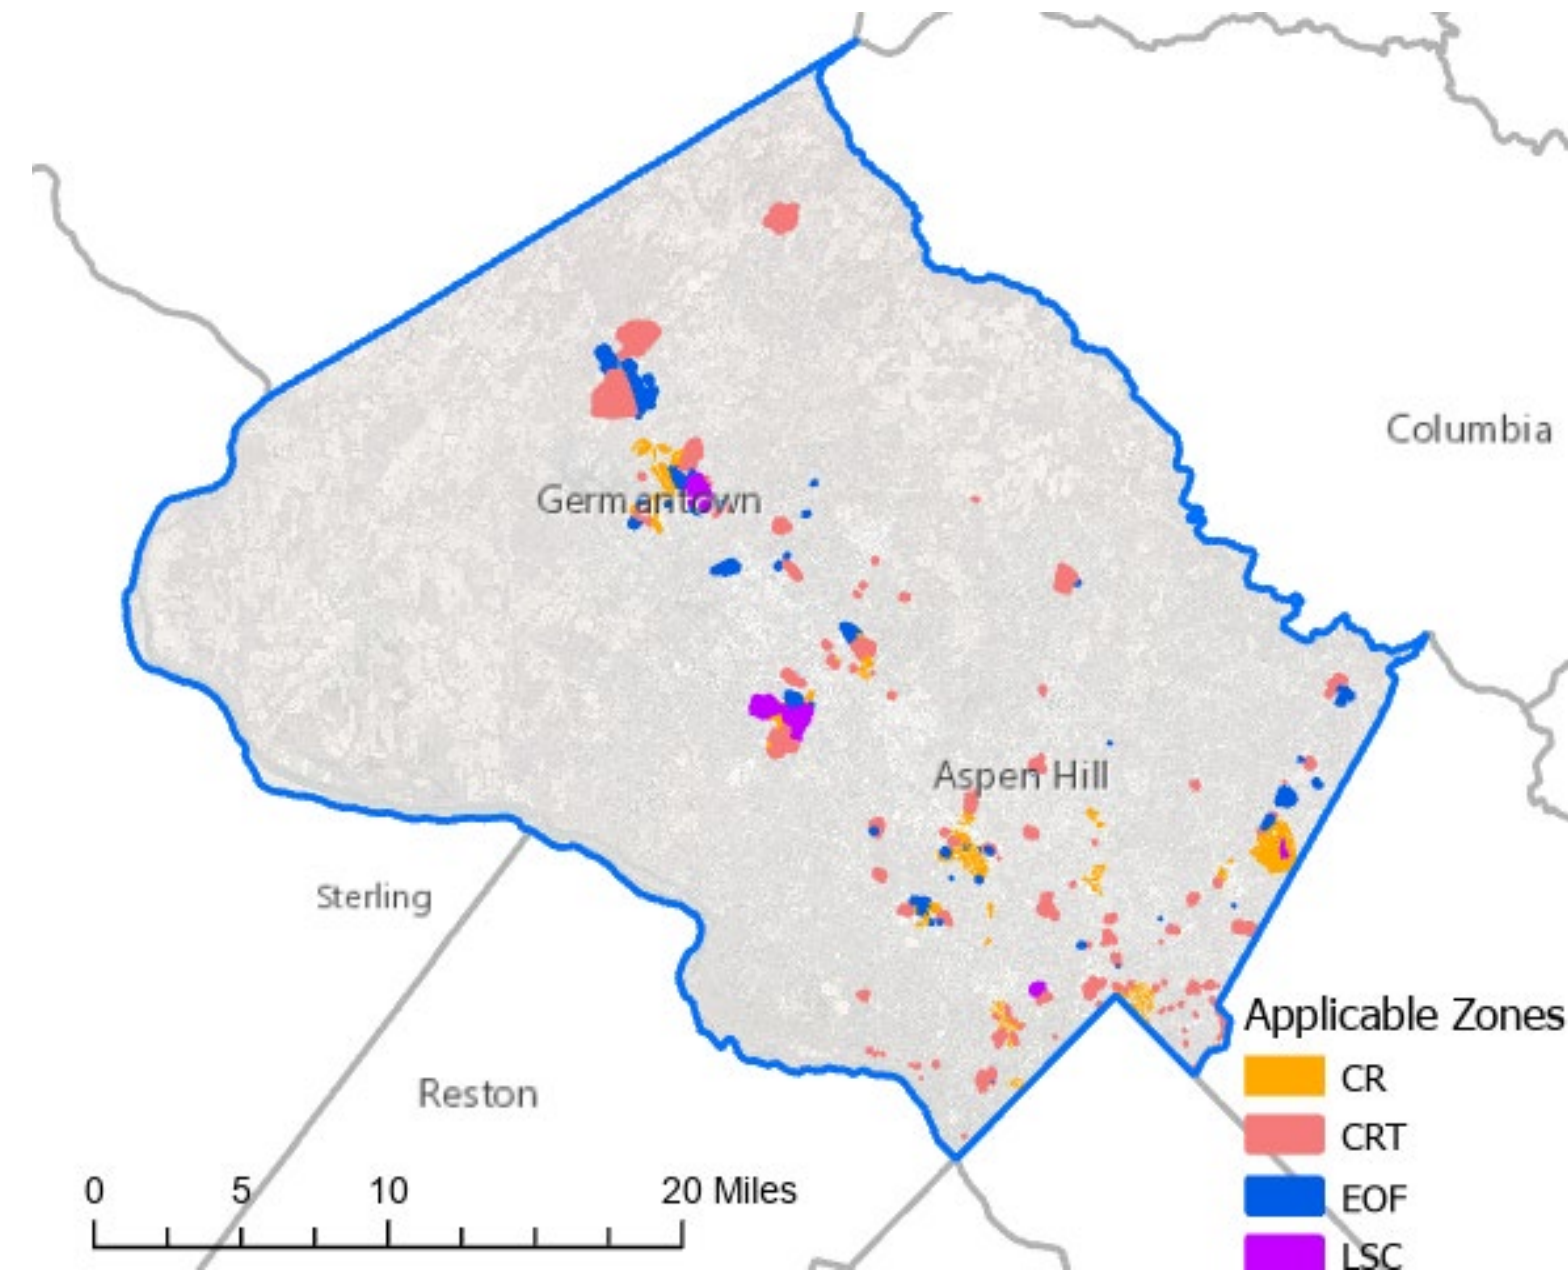 Columbia
Germantown
Aspen Hill
Sterling
Reston
Applicable Zones
CR
CRT
EOF
LSC
0 5 10 20 Miles